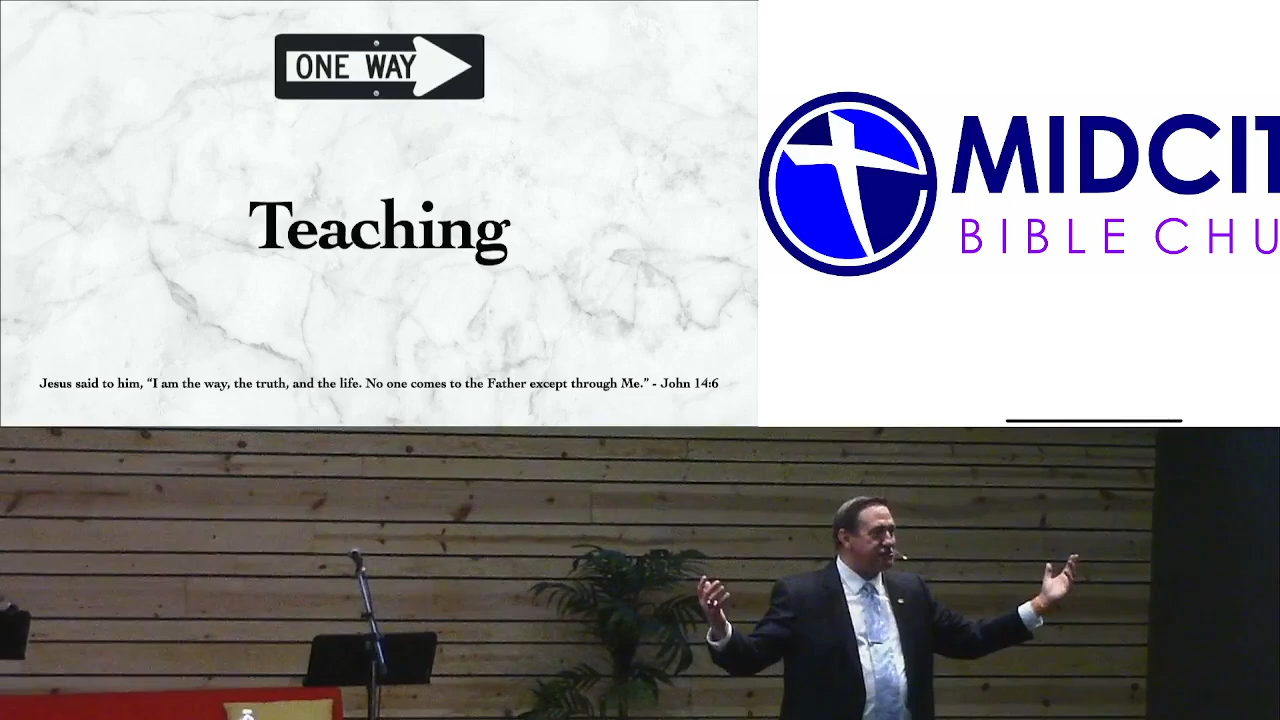 ONE WAY
Teaching
Jesus said to him, “I am the way, the truth, and the life. No one comes to the Father except through Me.” - John 14:6
MIDCIT
BIBLE CHU